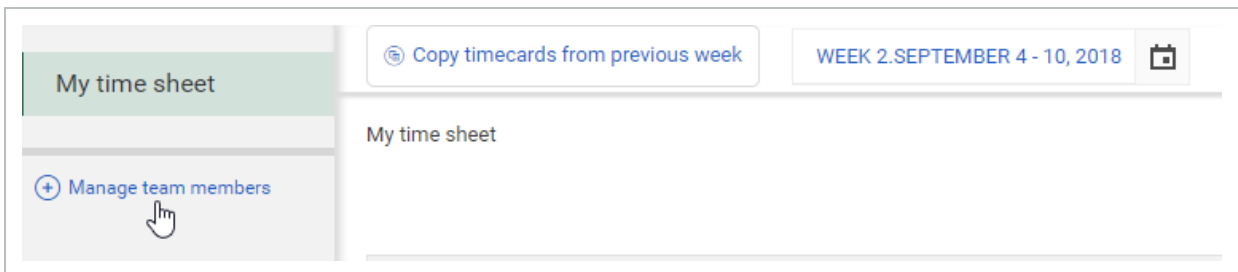 Copy timecards from previous week
WEEK 2.SEPTEMBER 4 - 10, 2018
My time sheet
My time sheet
Manage team members